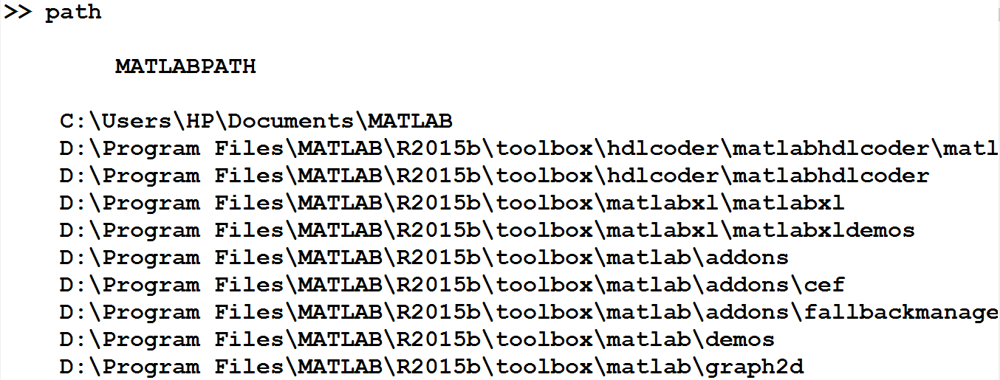 >> path
MATLABPATH
C:\Users\HP\Documents\MATLAB
D:\Program Files\MATLAB\R2015b\toolbox\hdlcoder\matlabhdlcoder\matl
D:\Program Files\MATLAB\R2015b\toolbox\hdlcoder\matlabhdlcoder
D:\Program Files\MATLAB\R2015b\toolbox\matlabxl\matlabxl
D:\Program Files\MATLAB\R2015b\toolbox\matlabxl\matlabxldemos
D:\Program Files\MATLAB\R2015b\toolbox\matlab\addons
D:\Program Files\MATLAB\R2015b\toolbox\matlab\addons\cef
D:\Program Files\MATLAB\R2015b\toolbox\matlab\addons\fallbackmanage
D:\Program Files\MATLAB\R2015b\toolbox\matlab\demos
D:\Program Files\MATLAB\R2015b\toolbox\matlab\graph2d